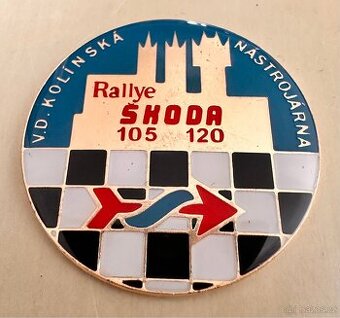 V.D. KOLÍNSKÁ NÁSTROJÁRNA
Rallye
ŠKODA
105 120